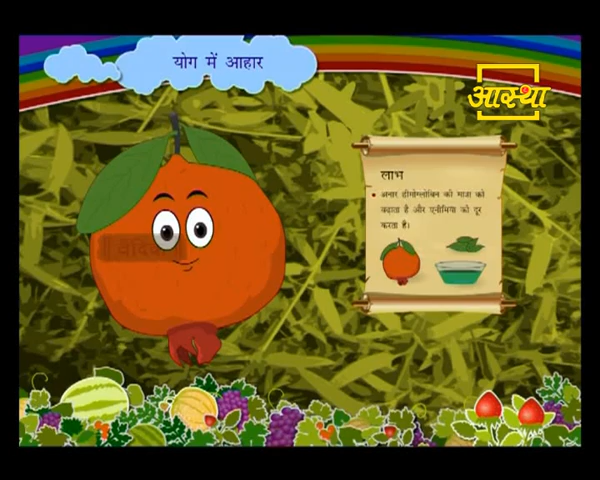 योग में आहार
आस्था
लाभ
अनार हीमोग्लोबिन की मात्रा को
बढ़ाता है और एनीमिया को दूर
करता है।